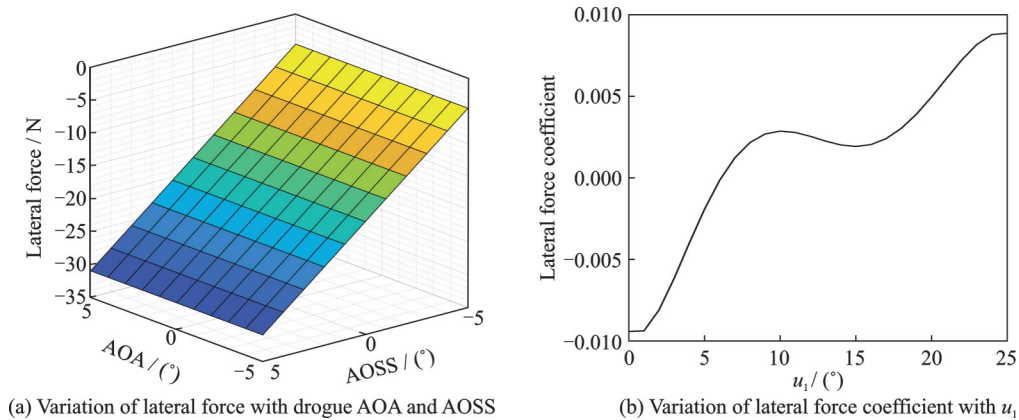 0
−5
−10
−15
−20
−25
−30
−35
Lateral force / N
5
0
−5
AOA / (°)
5
0
−5
AOSS / (°)
(a) Variation of lateral force with drogue AOA and AOSS
0.010
0.005
0.000
−0.005
−0.010
Lateral force coefficient
0 5 10 15 20 25
u₁/ (°)
(b) Variation of lateral force coefficient with u₁